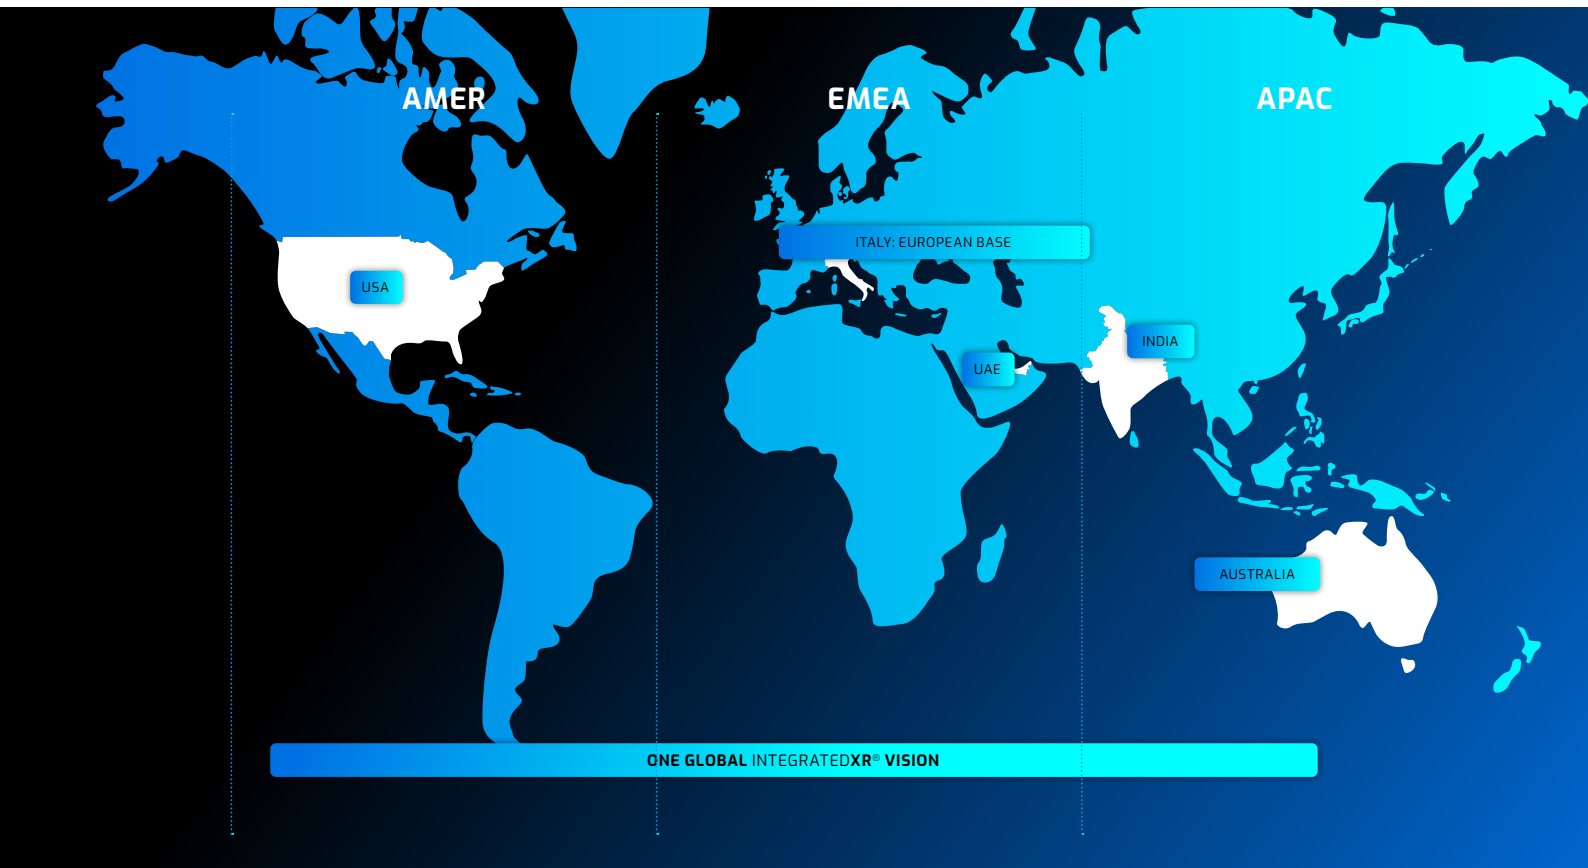 AMER
EMEA
APAC
ITALY: EUROPEAN BASE
USA
INDIA
UAE
AUSTRALIA
ONE GLOBAL INTEGRATEDXR® VISION